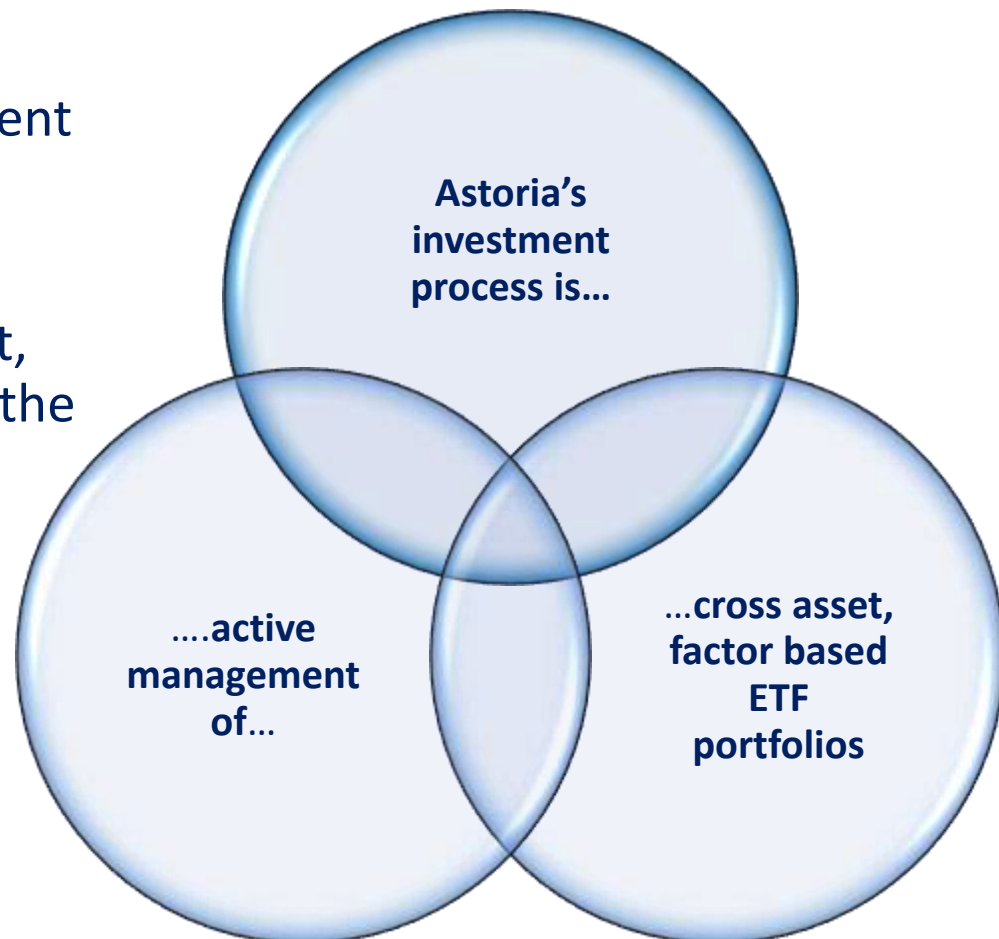 ent
t,
the
Astoria’s
investment
process is…
….active
management
of…
…cross asset,
factor based
ETF
portfolios